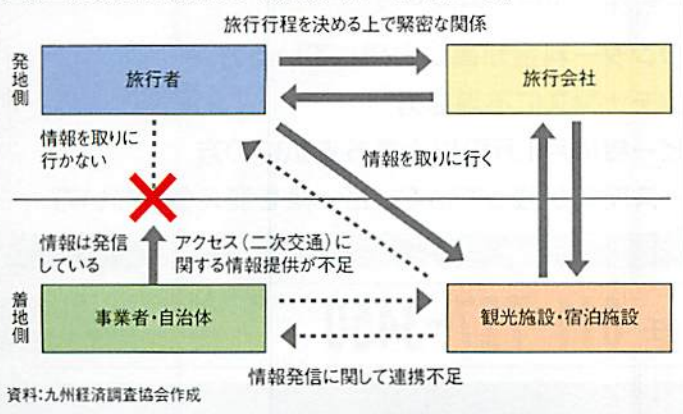 旅行行程を決める上で緊密な関係
発地側
旅行者
旅行会社
情報を取りに
行かない
情報を取りに行く
情報は発信
している
アクセス(二次交通)に
関する情報提供が不足
着地側
事業者・自治体
観光施設・宿泊施設
情報発信に関して連携不足
資料:九州経済調査協会作成